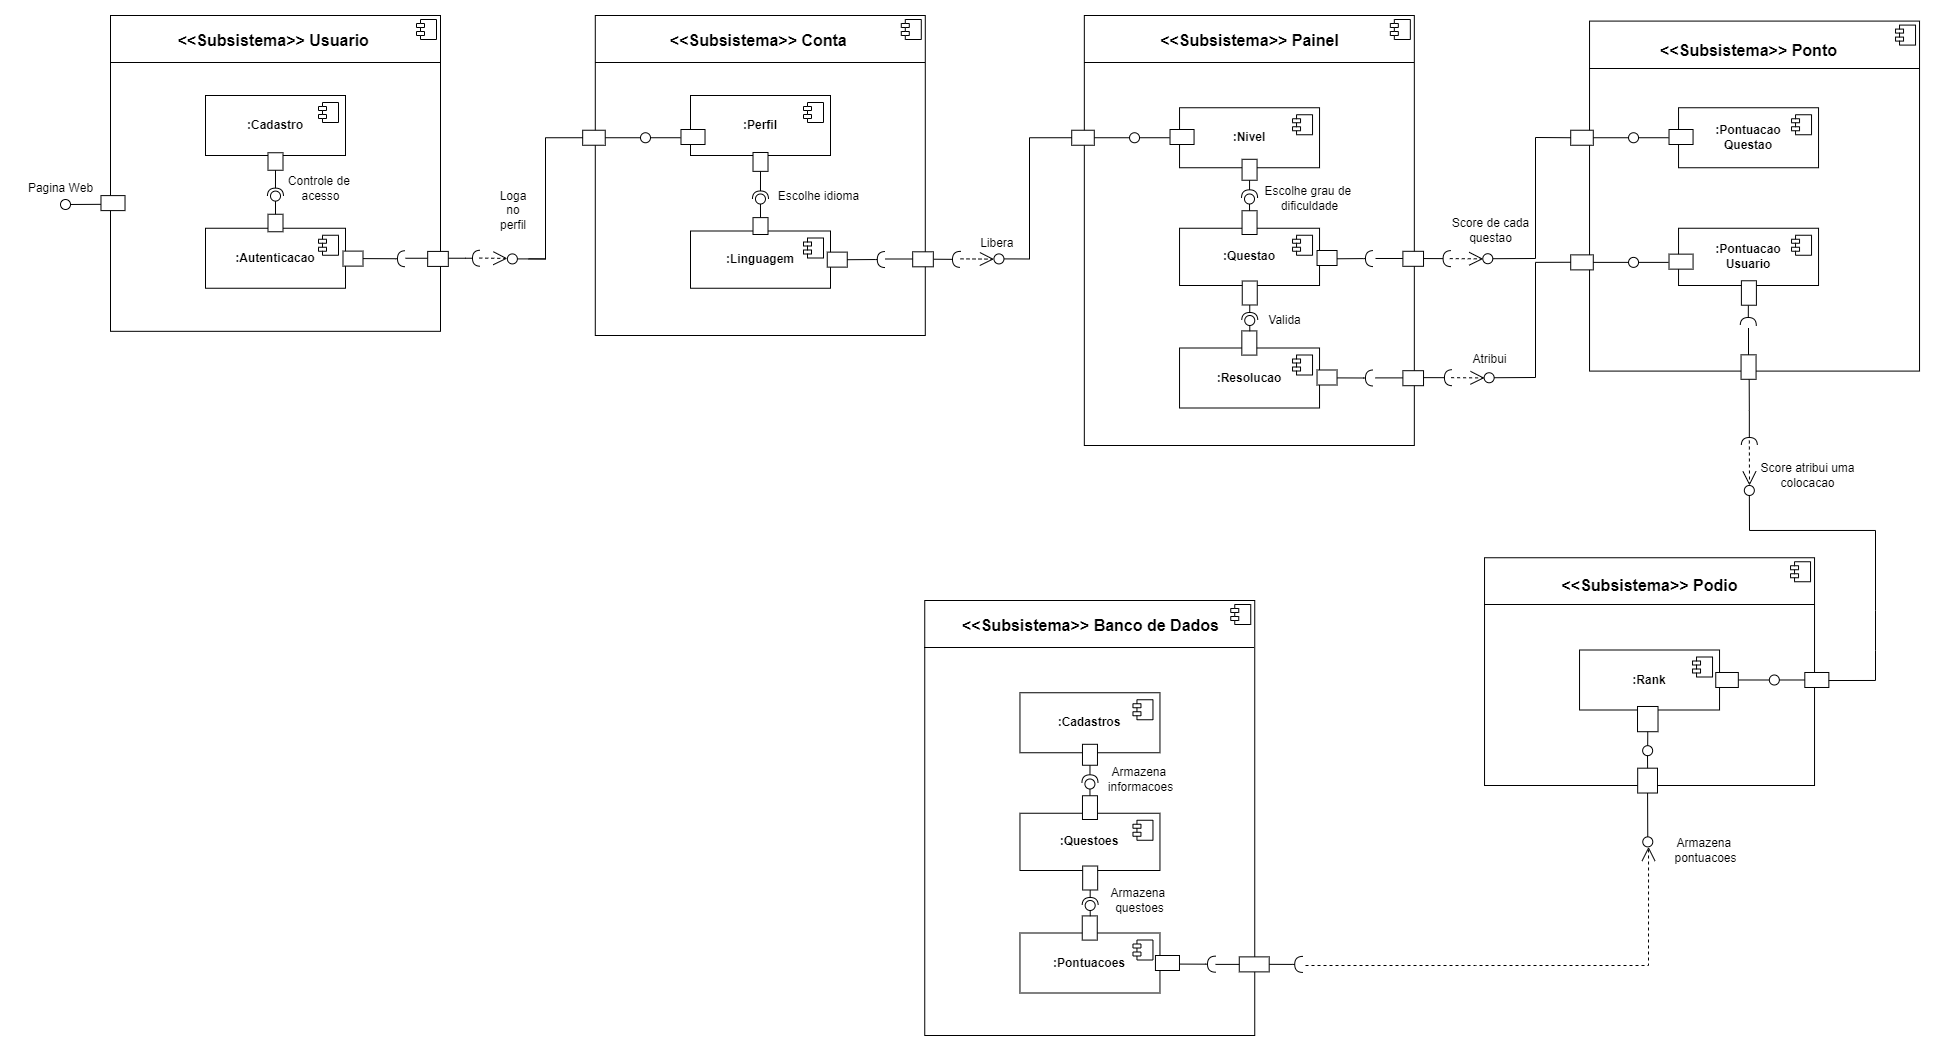 <<Subsistema>> Usuario
:Cadastro
Controle de
acesso
Pagina Web
:Autenticacao
Loga
no
perfil
<<Subsistema>> Conta
:Perfil
Escolhe idioma
:Linguagem
Libera
<<Subsistema>> Painel
:Nivel
Escolhe grau de
dificuldade
:Questao
Valida
:Resolucao
Score de cada
questao
Atribui
<<Subsistema>> Ponto
:Pontuacao
Questao
:Pontuacao
Usuario
Score atribui uma
colocacao
<<Subsistema>> Podio
:Rank
Armazena
pontuacoes
<<Subsistema>> Banco de Dados
:Cadastros
Armazena
informacoes
:Questoes
Armazena
questoes
:Pontuacoes